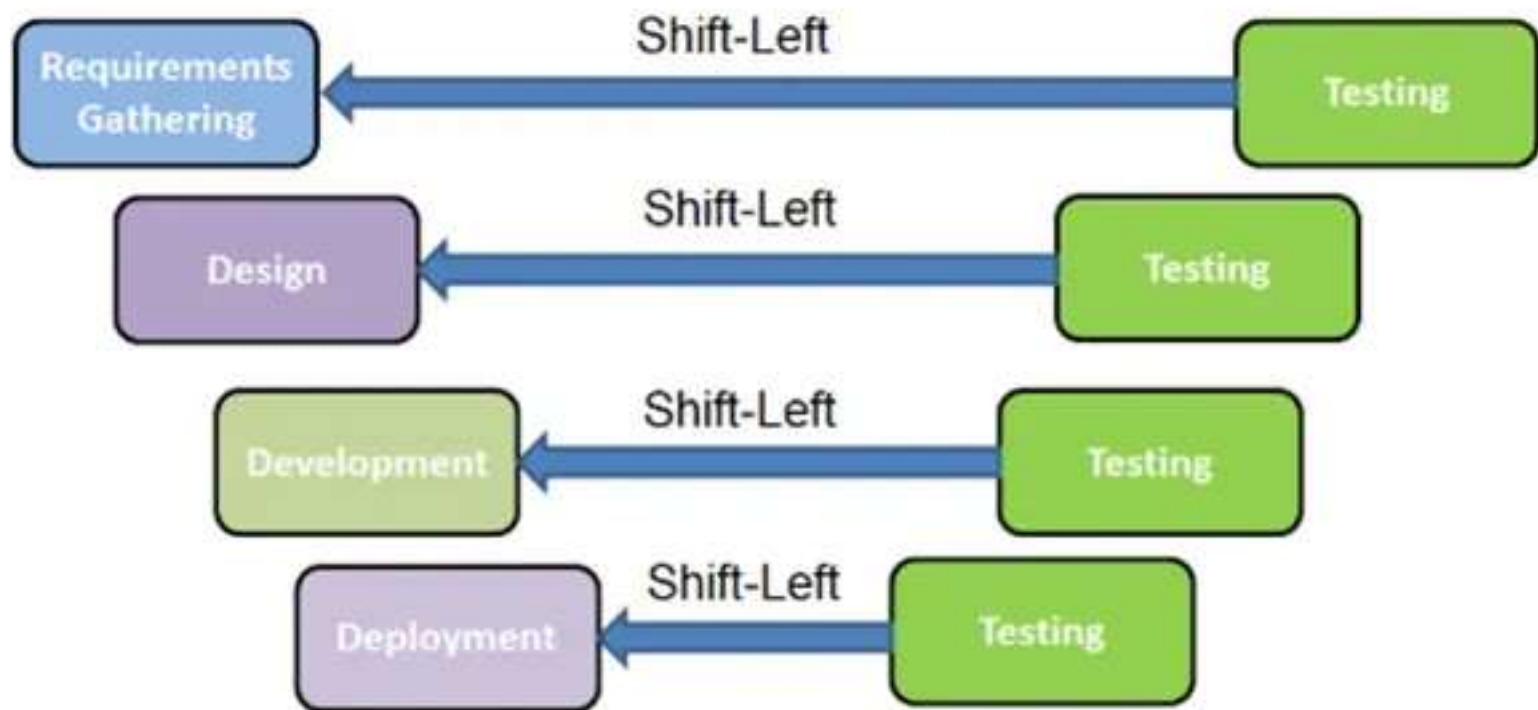 Shift-Left
Requirements
Gathering
Testing
Shift-Left
Design
Testing
Shift-Left
Development
Testing
Shift-Left
Deployment
Testing